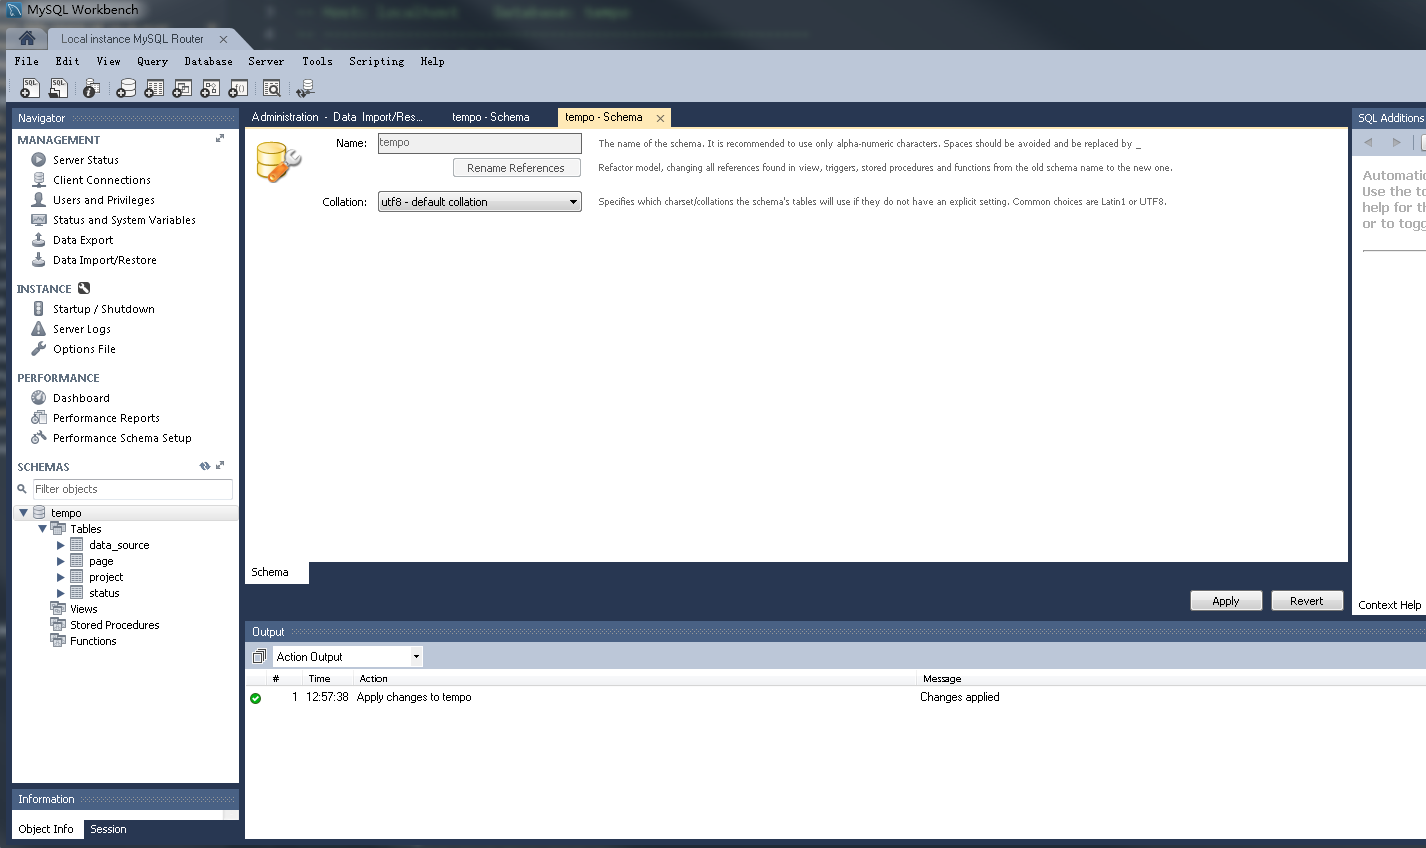 MySQL Workbench
-- Host: localhost    Database: tempo
Local instance MySQL Router
File Edit View Query Database Server Tools Scripting Help
Navigator
MANAGEMENT
Server Status
Client Connections
Users and Privileges
Status and System Variables
Data Export
Data Import/Restore
INSTANCE
Startup / Shutdown
Server Logs
Options File
PERFORMANCE
Dashboard
Performance Reports
Performance Schema Setup
SCHEMAS
Filter objects
tempo
Tables
data_source
page
project
status
Views
Stored Procedures
Functions
Information
Object Info Session
Administration - Data Import/Res... tempo - Schema tempo - Schema
Name: tempo The name of the schema. It is recommended to use only alpha-numeric characters. Spaces should be avoided and be replaced by _
Rename References Refactor model, changing all references found in view, triggers, stored procedures and functions from the old schema name to the new one.
Collation: utf8 - default collation Specifies which charset/collations the schema's tables will use if they do not have an explicit setting. Common choices are Latin1 or UTF8.
Schema
Apply Revert
Output
Action Output
# Time Action Message
1 12:57:38 Apply changes to tempo Changes applied
SQL Additions
Automatic
Use the to
help for th
or to togg
Context Help